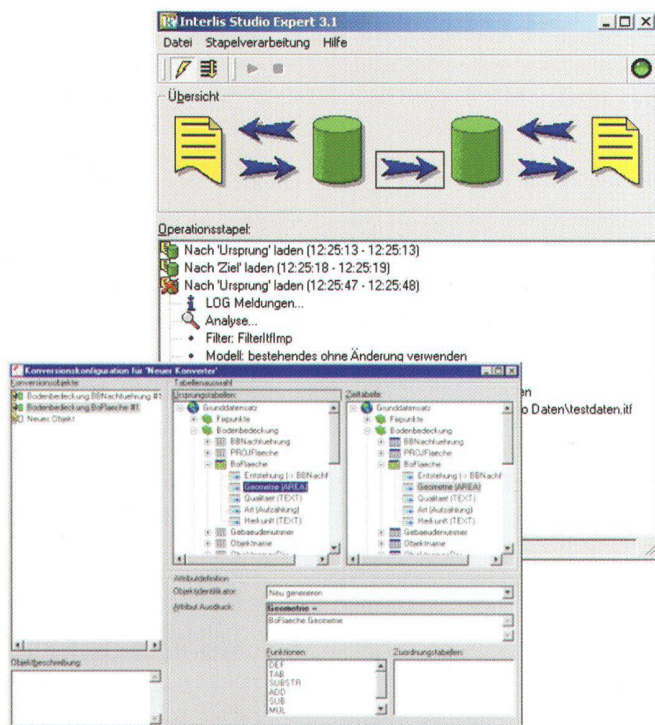 Interlis Studio Expert 3.1
Datei Stapelverarbeitung Hilfe
Übersicht
Operationsstapel:
Nach 'Ursprung' laden (12:25:13 - 12:25:13)
Nach 'Ziel' laden (12:25:18 - 12:25:19)
Nach 'Ursprung' laden (12:25:47 - 12:25:48)
LOG Meldungen...
Analyse...
Filter: FilterItfImp
Modell: bestehendes ohne Änderung verwenden
en
o Daten\testdaten.itf
Konversionskonfiguration für 'Neuer Konverter'
Konversionsobjekte:
Bodenbedeckung.BBNachfuehrung #1
Bodenbedeckung.BoFlaeche #1
Neues Objekt
Objektbeschreibung:
Tabellenauswahl
Ursprungstabellen:
Grunddatensatz
Fixpunkte
Bodenbedeckung
BBNachfuehrung
PROJFlaeche
BoFlaeche
Entstehung (-> BBNachf
Geometrie (AREA)
Qualitaet (TEXT)
Art (Aufzählung)
Herkunft (TEXT)
Gebaeudenummer
Objektname
Zieltabelle:
Grunddatensatz
Fixpunkte
Bodenbedeckung
BBNachfuehrung
PROJFlaeche
BoFlaeche
Entstehung (-> BBNachf
Geometrie (AREA)
Qualitaet (TEXT)
Art (Aufzählung)
Herkunft (TEXT)
Gebaeudenummer
Objektname
Attributdefinition
Objektidentifikator:
Neu generieren
Attribut Ausdruck:
Geometrie =
BoFlaeche.Geometrie
Funktionen:
DEF
TAB
SUBSTR
ADD
SUB
MUL
Zuordnungstabellen: